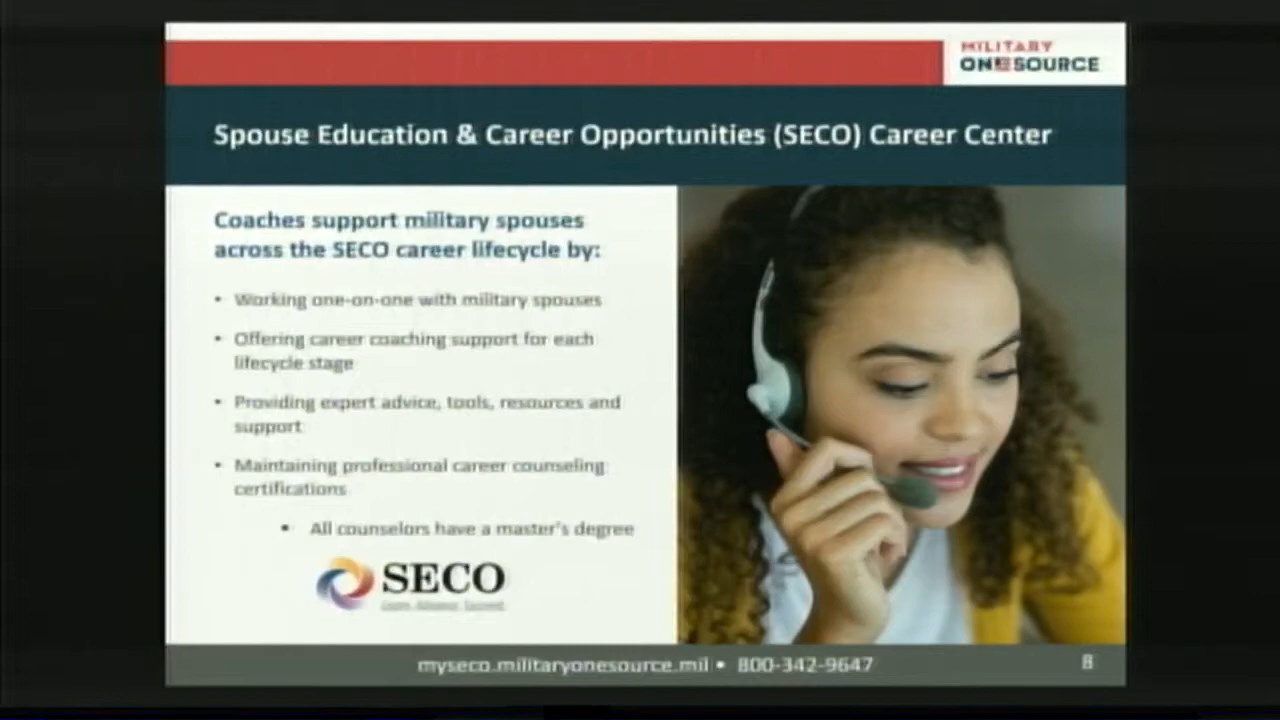 MILITARY
ONESOURCE
Spouse Education & Career Opportunities (SECO) Career Center
Coaches support military spouses
across the SECO career lifecycle by:
• Working one-on-one with military spouses
• Offering career coaching support for each
lifecycle stage
• Providing expert advice, tools, resources and
support
• Maintaining professional career counseling
certifications
▪ All counselors have a master's degree
SECO
myseco.militaryonesource.mil • 800-342-9647
8